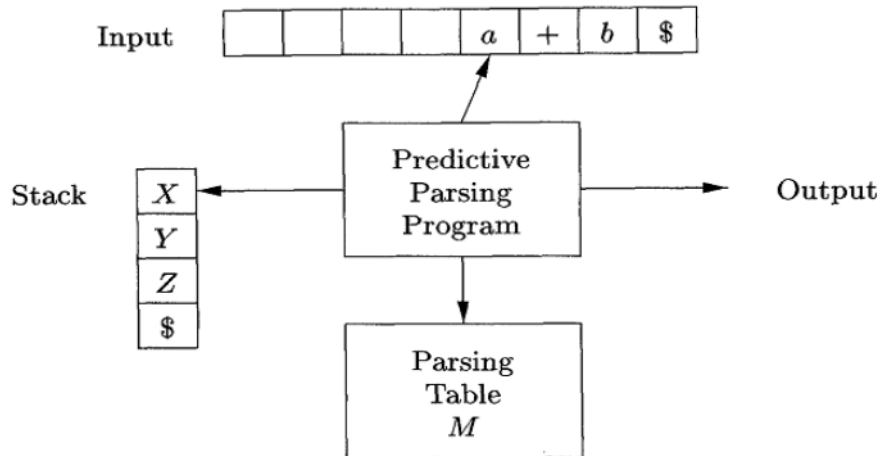 Input a + b $
Predictive
Parsing
Program
Stack X
Y
Z
$
Output
Parsing
Table
M